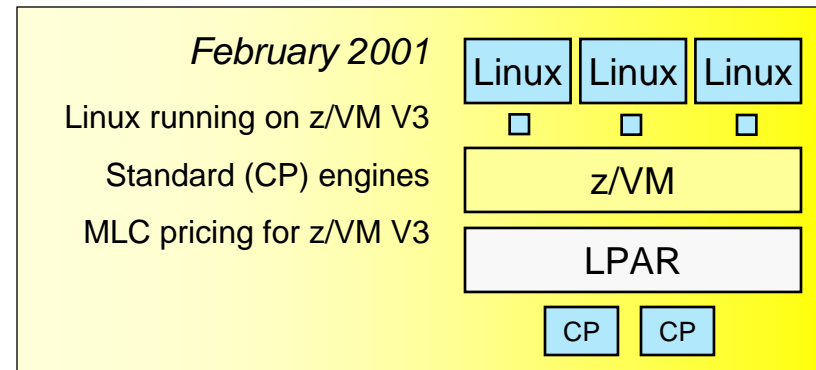 February 2001
Linux running on z/VM V3
Standard (CP) engines
MLC pricing for z/VM V3
Linux Linux Linux
z/VM
LPAR
CP CP